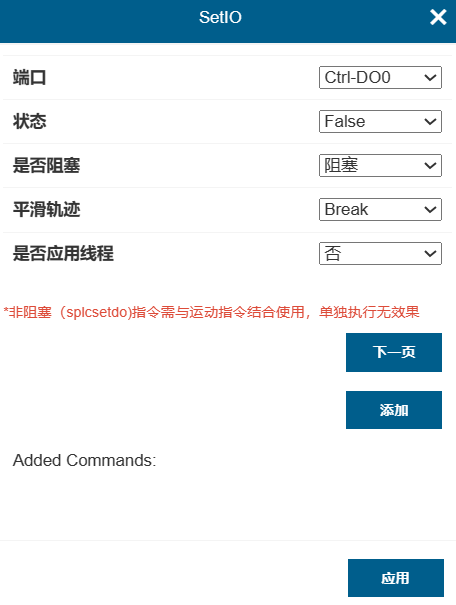 SetIO
端口 Ctrl-DO0
状态 False
是否阻塞 阻塞
平滑轨迹 Break
是否应用线程 否
*非阻塞（splcsetdo)指令需与运动指令结合使用，单独执行无效果
下一页
添加
Added Commands:
应用